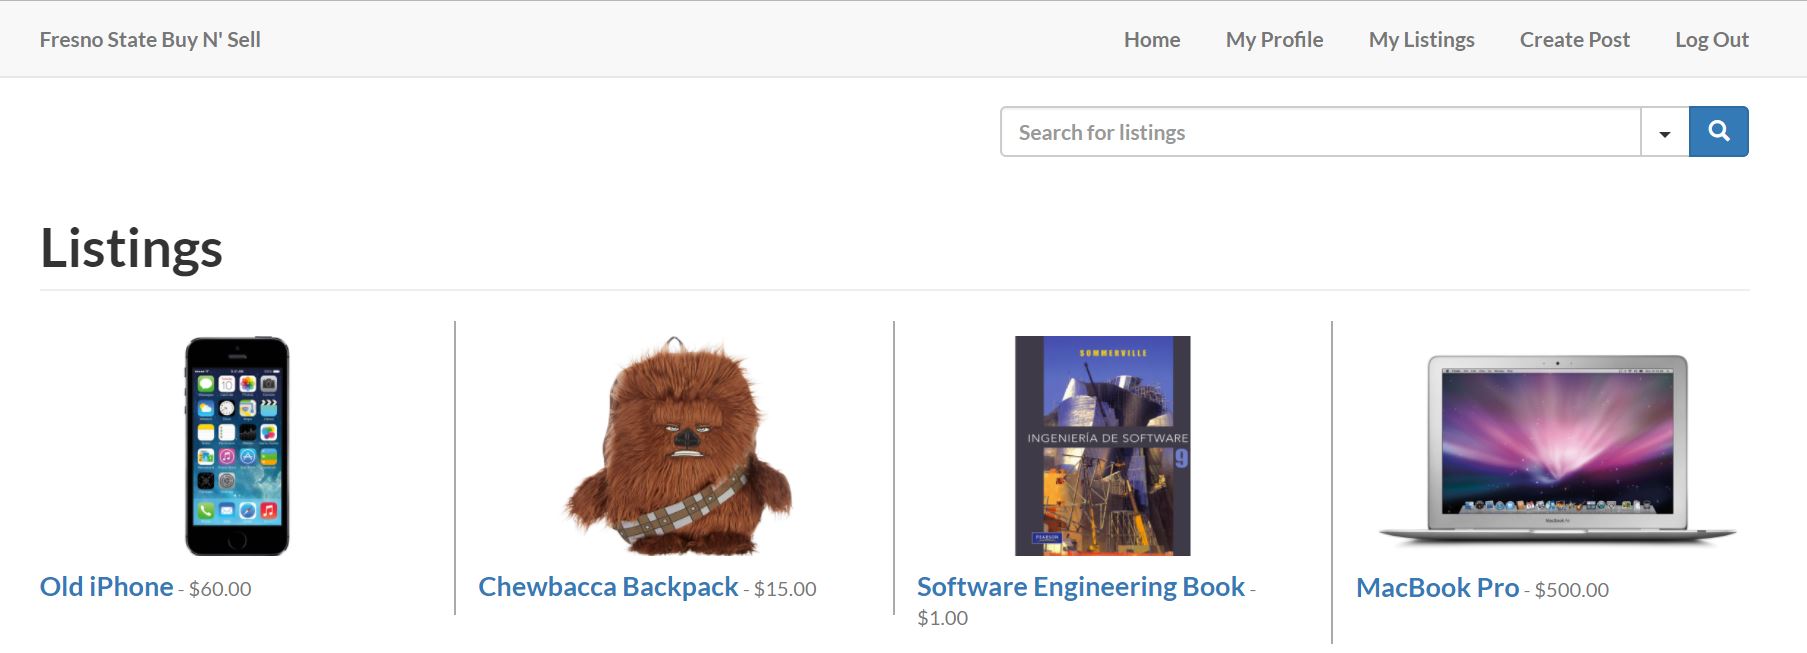 Fresno State Buy N' Sell
Home
My Profile
My Listings
Create Post
Log Out
Search for listings
Listings
SOMMERVILLE
INGENIERÍA DE SOFTWARE
9
PEARSON
MacBook Air
Old iPhone - $60.00
Chewbacca Backpack - $15.00
Software Engineering Book -
$1.00
MacBook Pro - $500.00